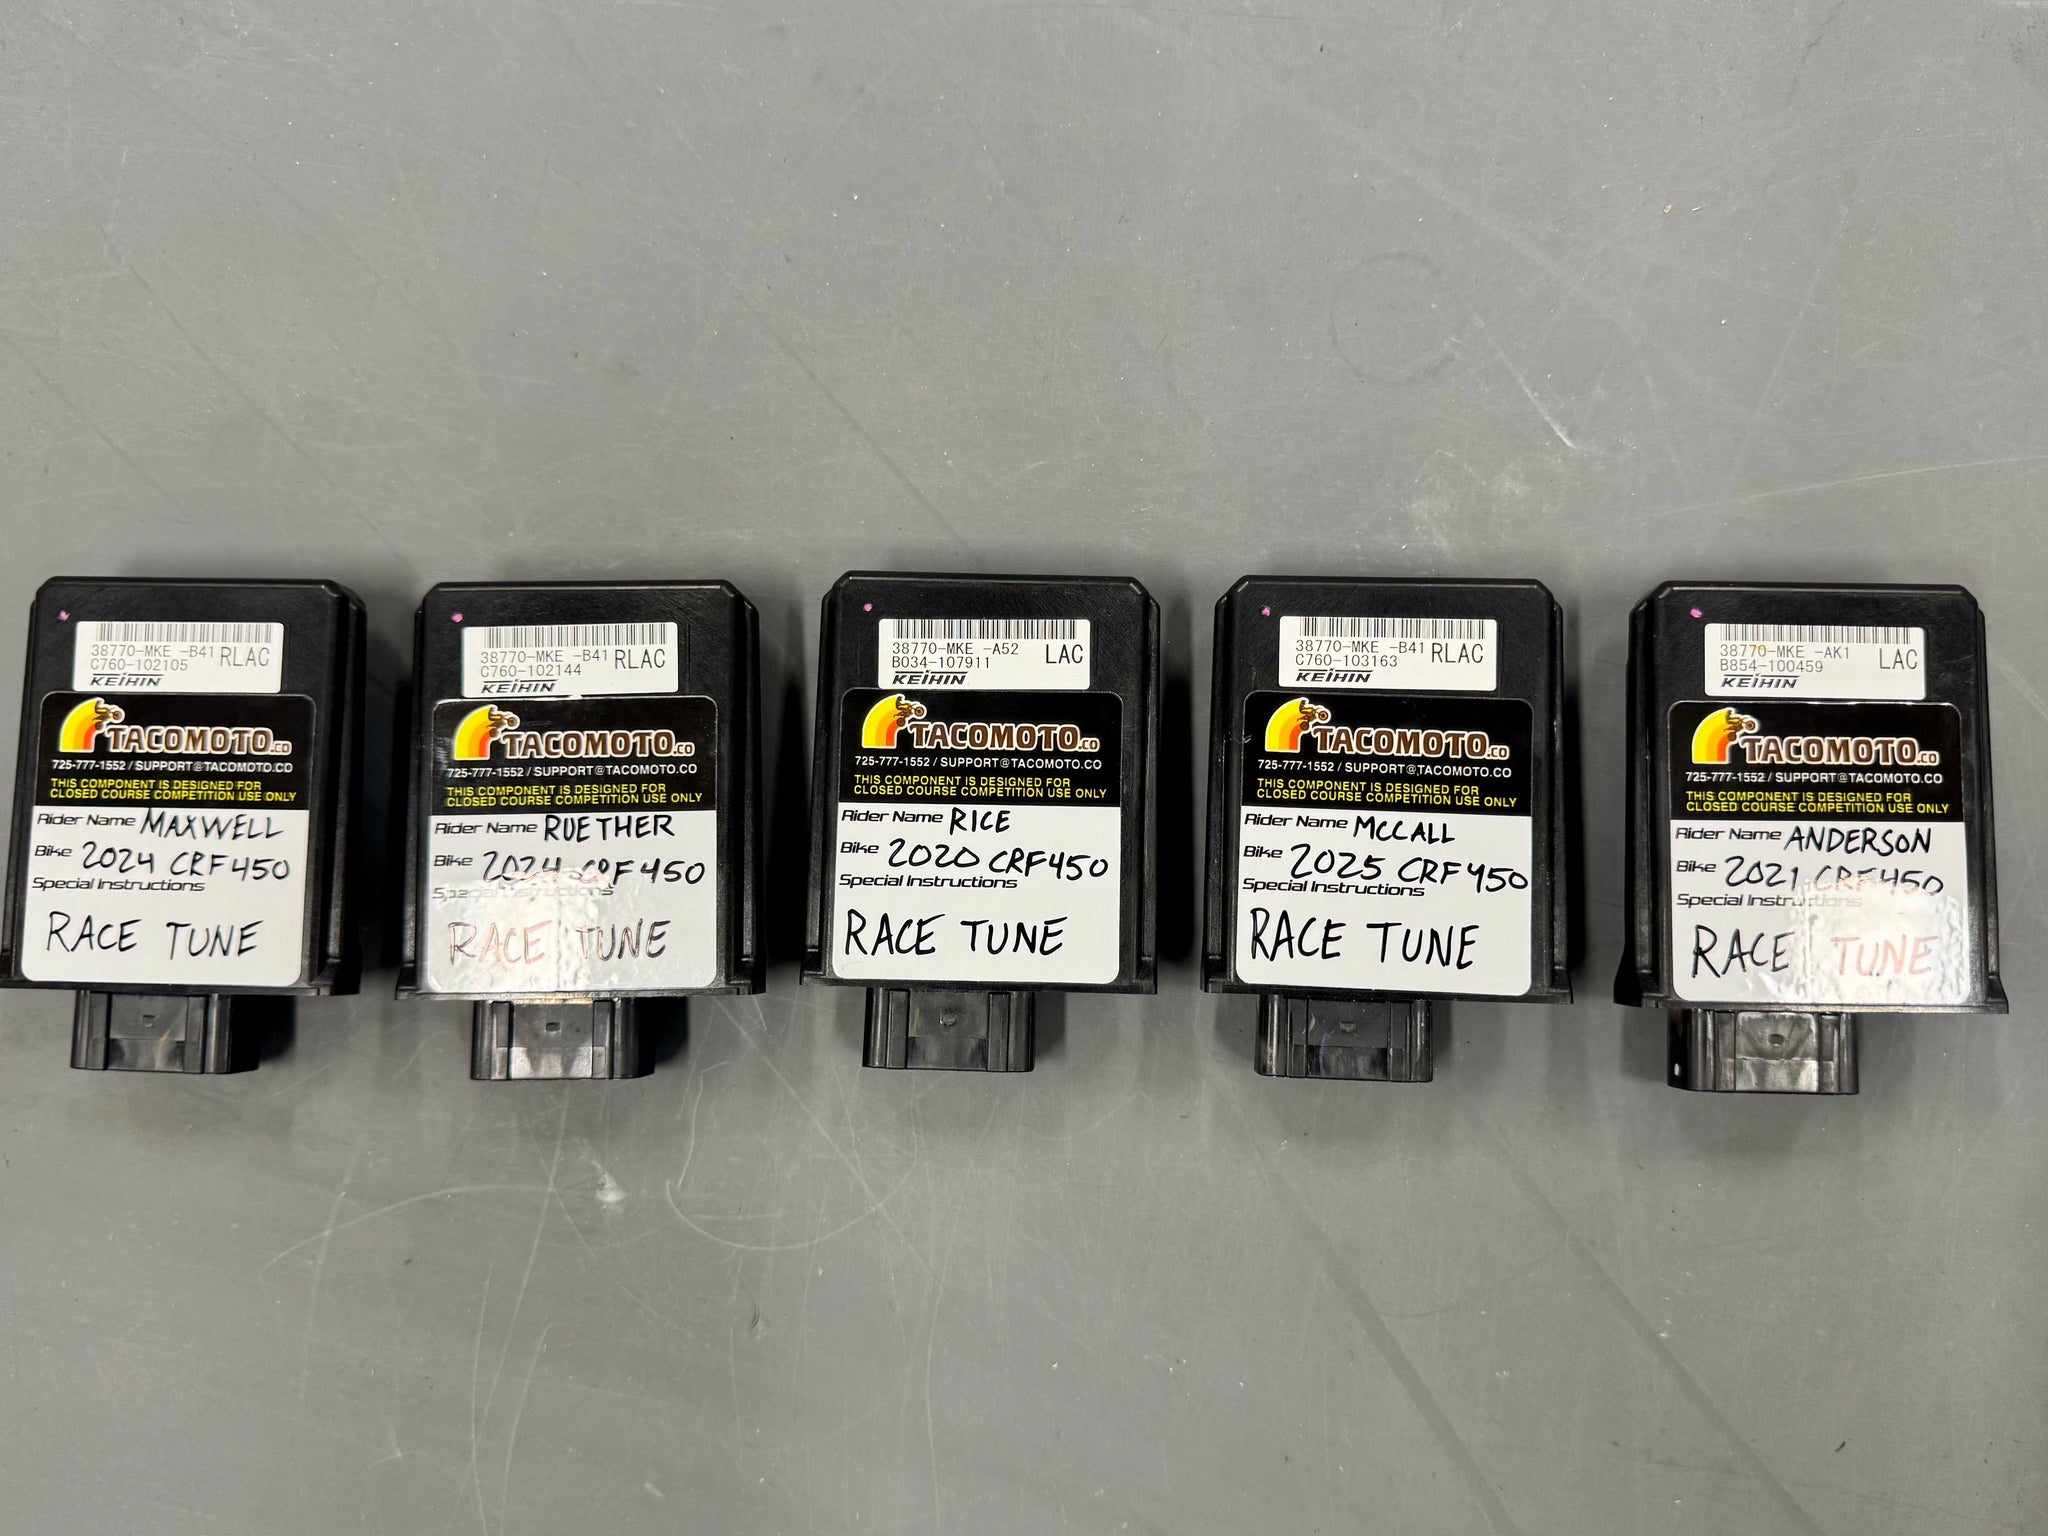 38770-MKE -B41 RLAC
C760-102105
KEIHIN
TACOMOTO.CO
725-777-1552 / SUPPORT@TACOMOTO.CO
THIS COMPONENT IS DESIGNED FOR
CLOSED COURSE COMPETITION USE ONLY
Rider Name MAXWELL
Bike 2024 CRF450
Special Instructions
RACE TUNE
38770-MKE -B41 RLAC
C760-102144
KEIHIN
TACOMOTO.CO
725-777-1552 / SUPPORT@TACOMOTO.CO
THIS COMPONENT IS DESIGNED FOR
CLOSED COURSE COMPETITION USE ONLY
Rider Name RUETHER
Bike 2024 CRF450
Special Instructions
RACE TUNE
38770-MKE -A52 LAC
B034-107911
KEIHIN
TACOMOTO.CO
725-777-1552 / SUPPORT@TACOMOTO.CO
THIS COMPONENT IS DESIGNED FOR
CLOSED COURSE COMPETITION USE ONLY
Rider Name RICE
Bike 2020 CRF450
Special Instructions
RACE TUNE
38770-MKE -B41 RLAC
C760-103163
KEIHIN
TACOMOTO.CO
725-777-1552 / SUPPORT@TACOMOTO.CO
THIS COMPONENT IS DESIGNED FOR
CLOSED COURSE COMPETITION USE ONLY
Rider Name MCCALL
Bike 2025 CRF450
Special Instructions
RACE TUNE
38770-MKE -AK1 LAC
B854-100459
KEIHIN
TACOMOTO.CO
725-777-1552 / SUPPORT@TACOMOTO.CO
THIS COMPONENT IS DESIGNED FOR
CLOSED COURSE COMPETITION USE ONLY
Rider Name ANDERSON
Bike 2021 CRF450
Special Instructions
RACE TUNE